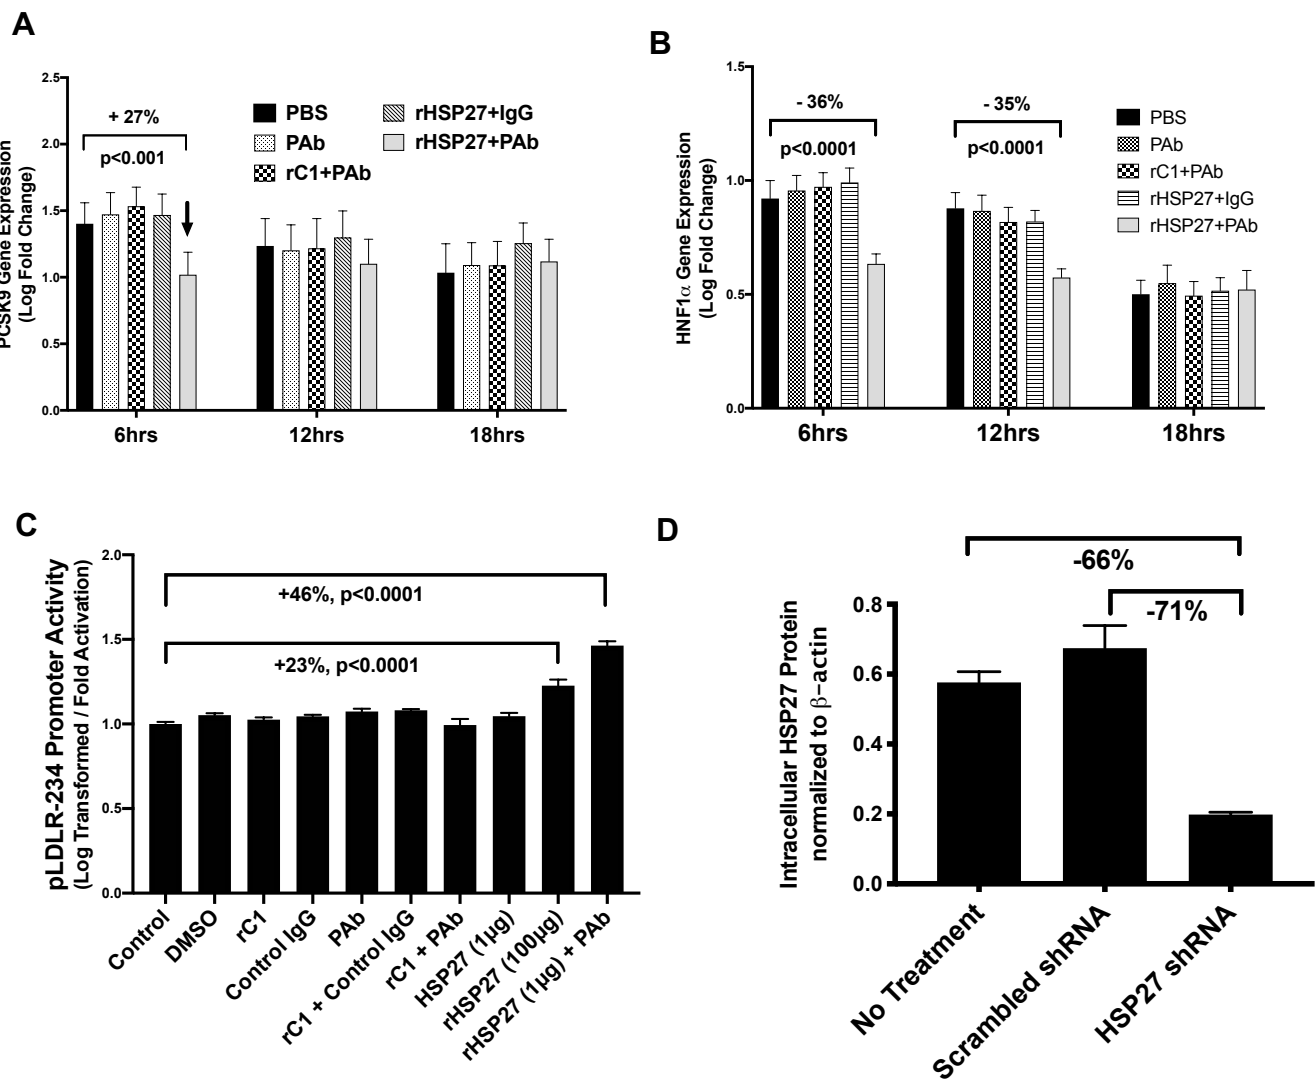 A
PCSK9 Gene Expression
(Log Fold Change)
2.5
2.0
1.5
1.0
0.5
0.0
+ 27%
p<0.001
PBS
PAb
rC1+PAb
rHSP27+IgG
rHSP27+PAb
6hrs
12hrs
18hrs
B
HNF1α Gene Expression
(Log Fold Change)
1.5
1.0
0.5
0.0
- 36%
p<0.0001
- 35%
p<0.0001
PBS
PAb
rC1+PAb
rHSP27+IgG
rHSP27+PAb
6hrs
12hrs
18hrs
C
pLDLR-234 Promoter Activity
(Log Transformed / Fold Activation)
2.0
1.5
1.0
0.5
0.0
+46%, p<0.0001
+23%, p<0.0001
Control
DMSO
rC1
Control IgG
PAb
rC1 + Control IgG
rC1 + PAb
HSP27 (1µg)
rHSP27 (100µg)
rHSP27 (1µg) + PAb
D
Intracellular HSP27 Protein
normalized to β−actin
0.8
0.6
0.4
0.2
0.0
-66%
-71%
No Treatment
Scrambled shRNA
HSP27 shRNA